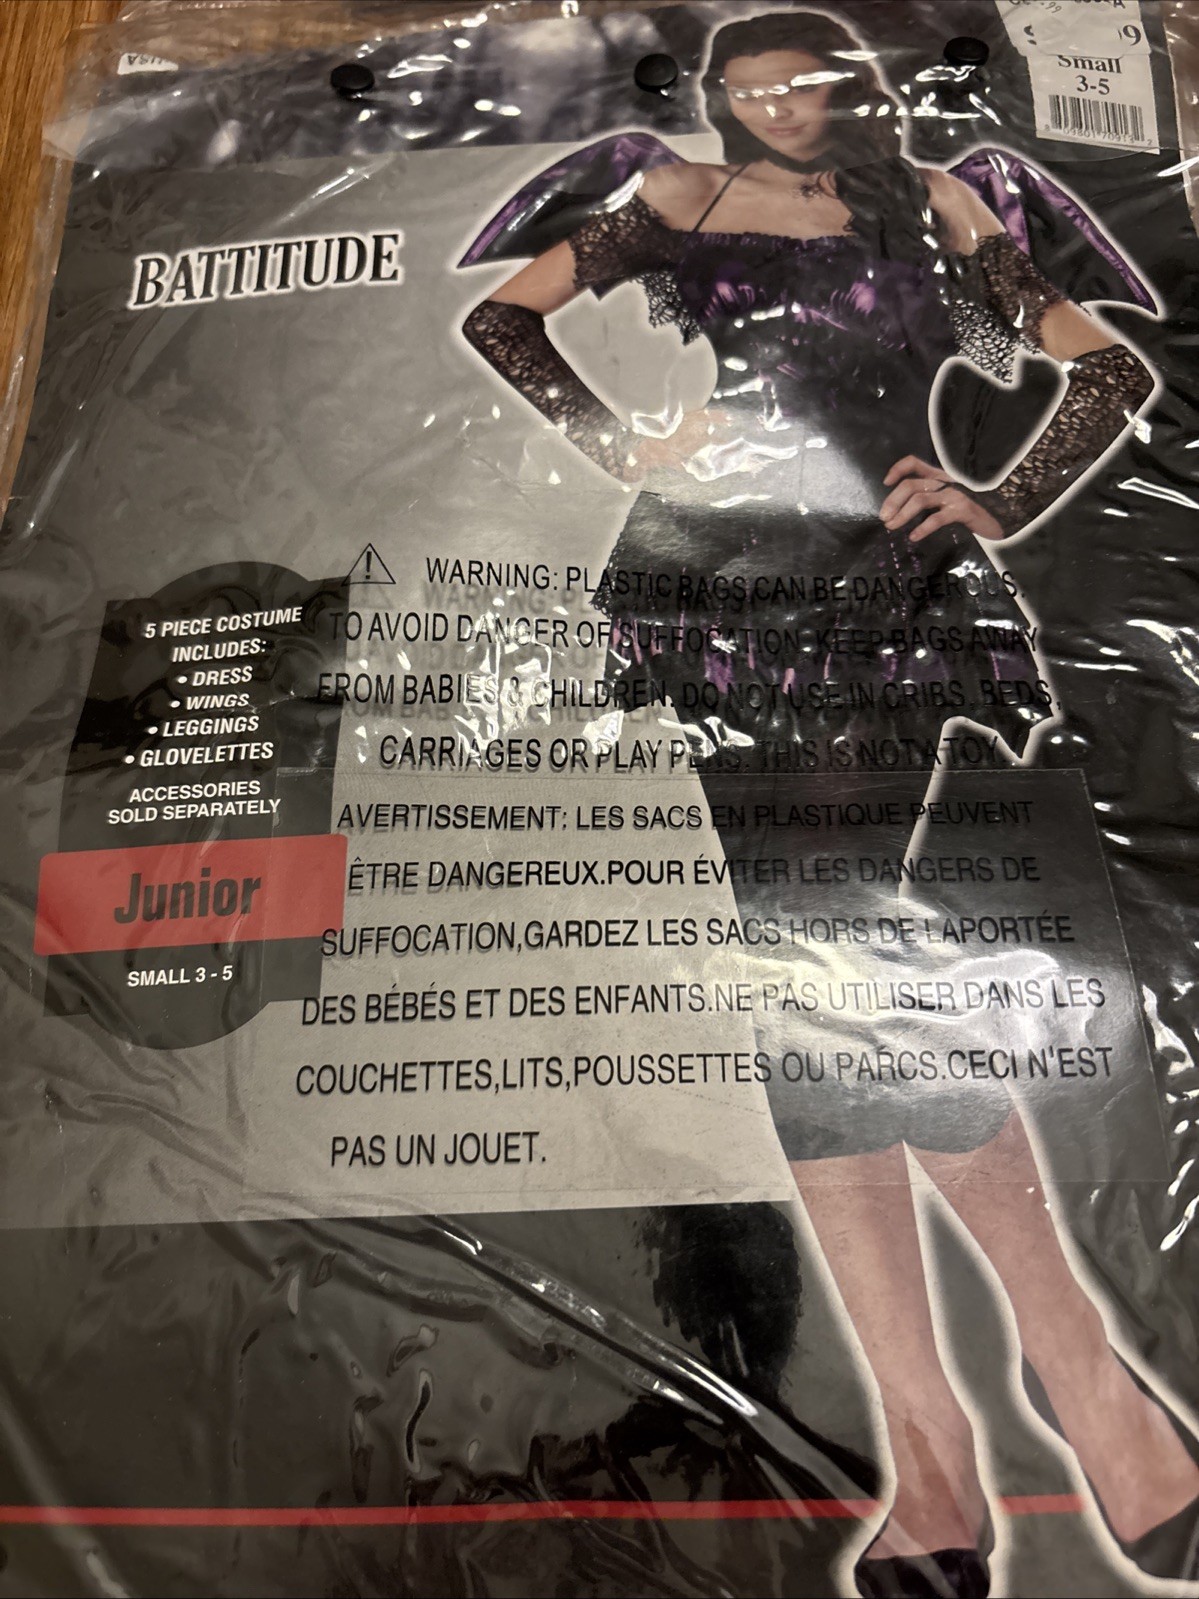 USA
9
Small
3-5
BATTITUDE
5 PIECE COSTUME
INCLUDES:
• DRESS
• WINGS
• LEGGINGS
• GLOVELETTES
ACCESSORIES
SOLD SEPARATELY
Junior
SMALL 3 - 5
WARNING: PLASTIC BAGS CAN BE DANGEROUS.
TO AVOID DANGER OF SUFFOCATION, KEEP BAGS AWAY
FROM BABIES & CHILDREN. DO NOT USE IN CRIBS, BEDS,
CARRIAGES OR PLAY PENS. THIS IS NOT A TOY.
AVERTISSEMENT: LES SACS EN PLASTIQUE PEUVENT
ÊTRE DANGEREUX.POUR ÉVITER LES DANGERS DE
SUFFOCATION,GARDEZ LES SACS HORS DE LAPORTÉE
DES BÉBÉS ET DES ENFANTS.NE PAS UTILISER DANS LES
COUCHETTES,LITS,POUSSETTES OU PARCS.CECI N'EST
PAS UN JOUET.